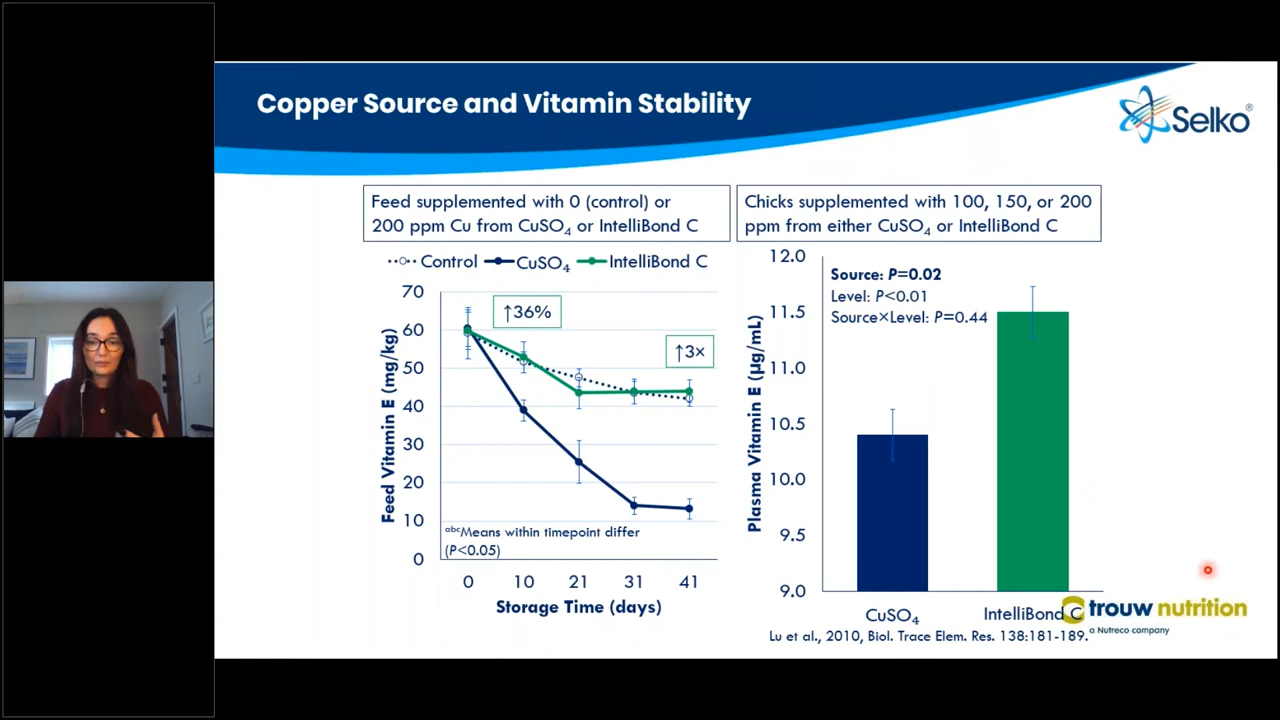 Copper Source and Vitamin Stability
Selko®
Feed supplemented with 0 (control) or
200 ppm Cu from CuSO₄ or IntelliBond C
Control
CuSO₄
IntelliBond C
Feed Vitamin E (mg/kg)
70
60
50
40
30
20
10
0
↑36%
↑3×
ᵃᵇᶜMeans within timepoint differ
(P<0.05)
0 10 21 31 41
Storage Time (days)
Chicks supplemented with 100, 150, or 200
ppm from either CuSO₄ or IntelliBond C
Plasma Vitamin E (µg/mL)
12.0
11.5
11.0
10.5
10.0
9.5
9.0
Source: P=0.02
Level: P<0.01
Source×Level: P=0.44
CuSO₄
IntelliBond C
trouw nutrition
a Nutreco company
Lu et al., 2010, Biol. Trace Elem. Res. 138:181-189.